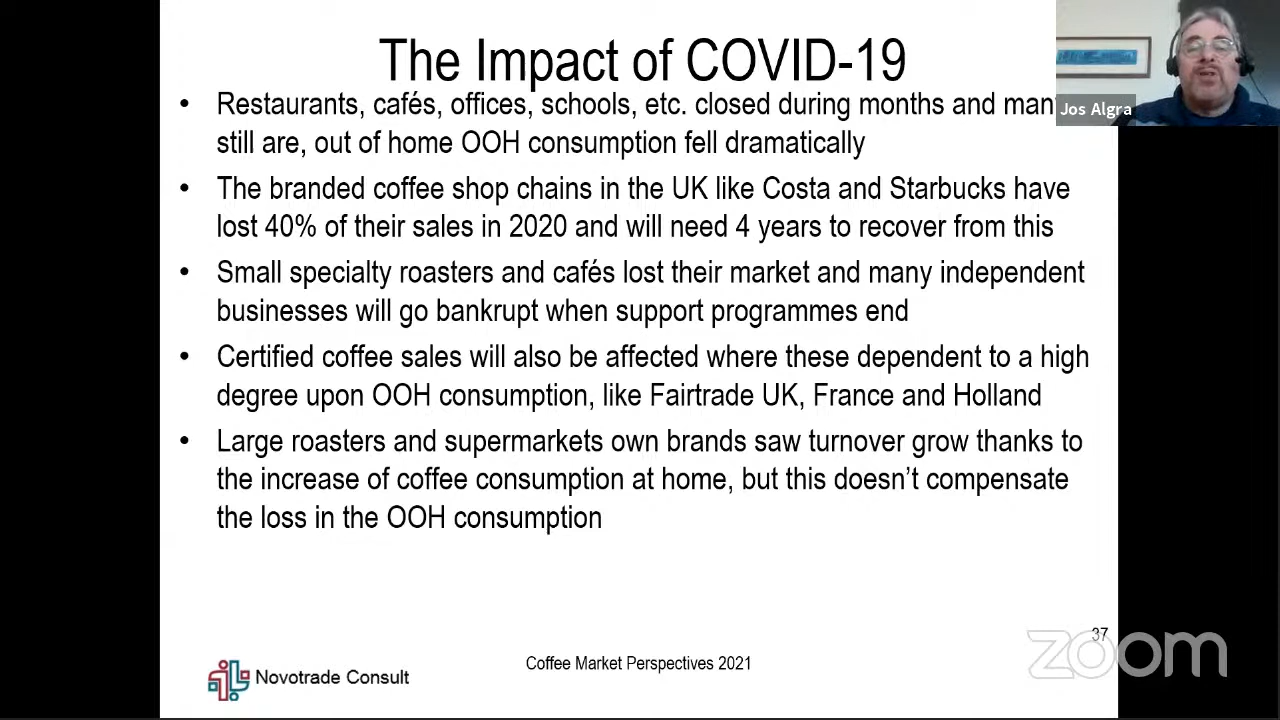 The Impact of COVID-19
• Restaurants, cafés, offices, schools, etc. closed during months and man
still are, out of home OOH consumption fell dramatically
• The branded coffee shop chains in the UK like Costa and Starbucks have
lost 40% of their sales in 2020 and will need 4 years to recover from this
• Small specialty roasters and cafés lost their market and many independent
businesses will go bankrupt when support programmes end
• Certified coffee sales will also be affected where these dependent to a high
degree upon OOH consumption, like Fairtrade UK, France and Holland
• Large roasters and supermarkets own brands saw turnover grow thanks to
the increase of coffee consumption at home, but this doesn’t compensate
the loss in the OOH consumption
Jos Algra
37
zoom
Coffee Market Perspectives 2021
Novotrade Consult